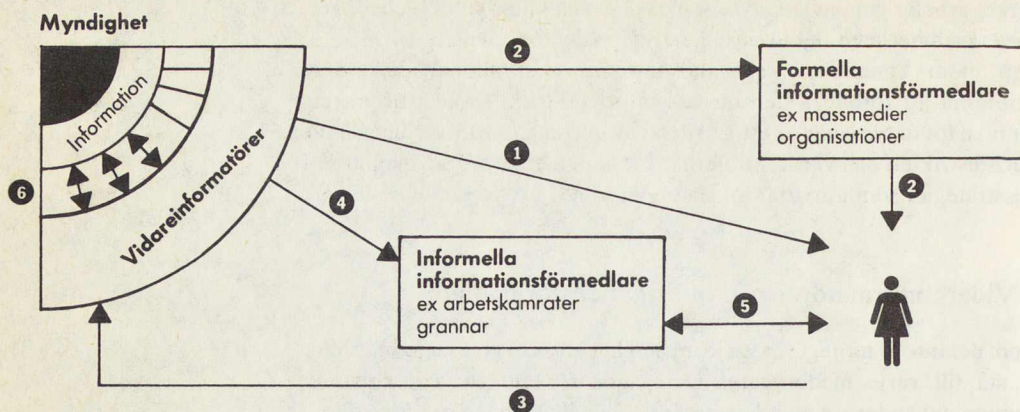 Myndighet
Information
Vidareinformatörer
2
Formella
informationsförmedlare
ex massmedier
organisationer
1
6
4
2
Informella
informationsförmedlare
ex arbetskamrater
grannar
5
3